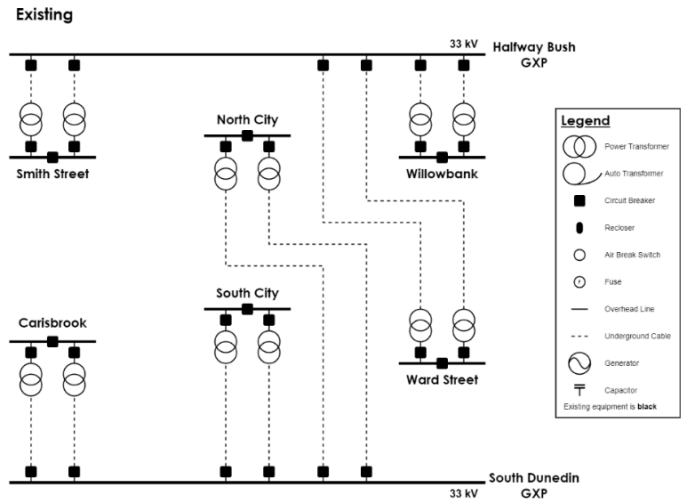 Existing
33 kV
Halfway Bush
GXP
North City
Smith Street
Willowbank
South City
Carisbrook
Ward Street
33 kV
South Dunedin
GXP
Legend
Power Transformer
Auto Transformer
Circuit Breaker
Recloser
Air Break Switch
Fuse
Overhead Line
Underground Cable
Generator
Capacitor
Existing equipment is black